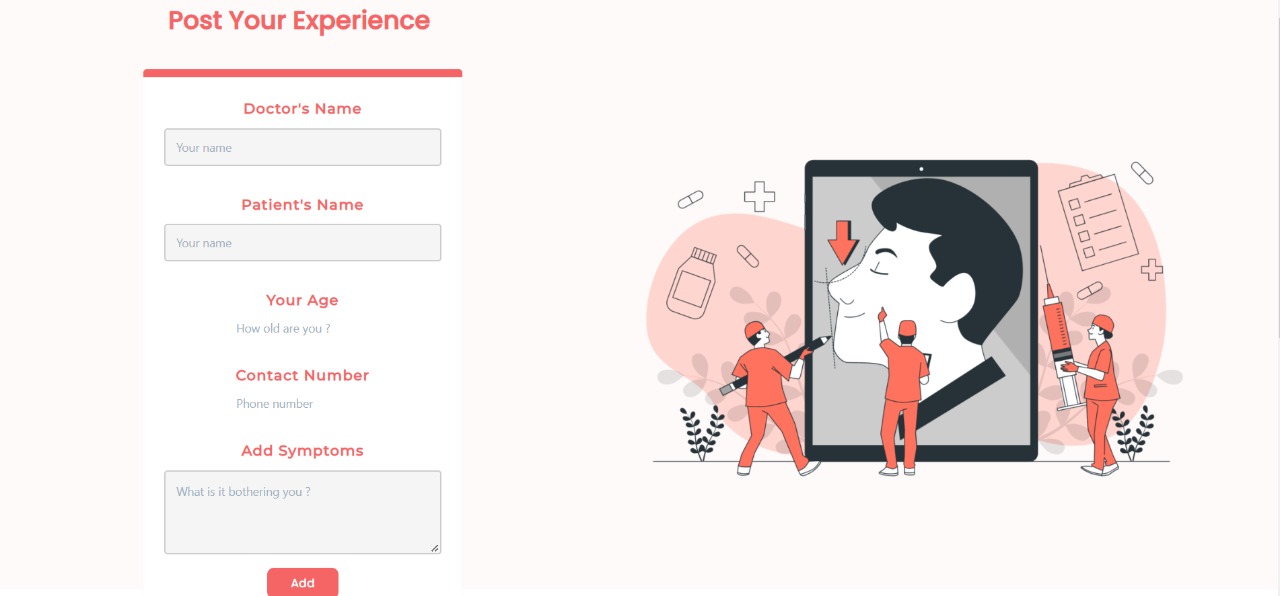 Post Your Experience
Doctor's Name
Your name
Patient's Name
Your name
Your Age
How old are you ?
Contact Number
Phone number
Add Symptoms
What is it bothering you ?
Add